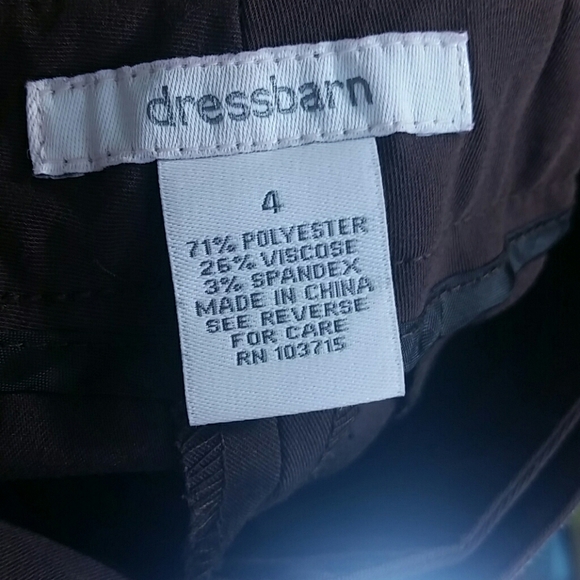 dressbarn
4
71% POLYESTER
26% VISCOSE
3% SPANDEX
MADE IN CHINA
SEE REVERSE
FOR CARE
RN 103715